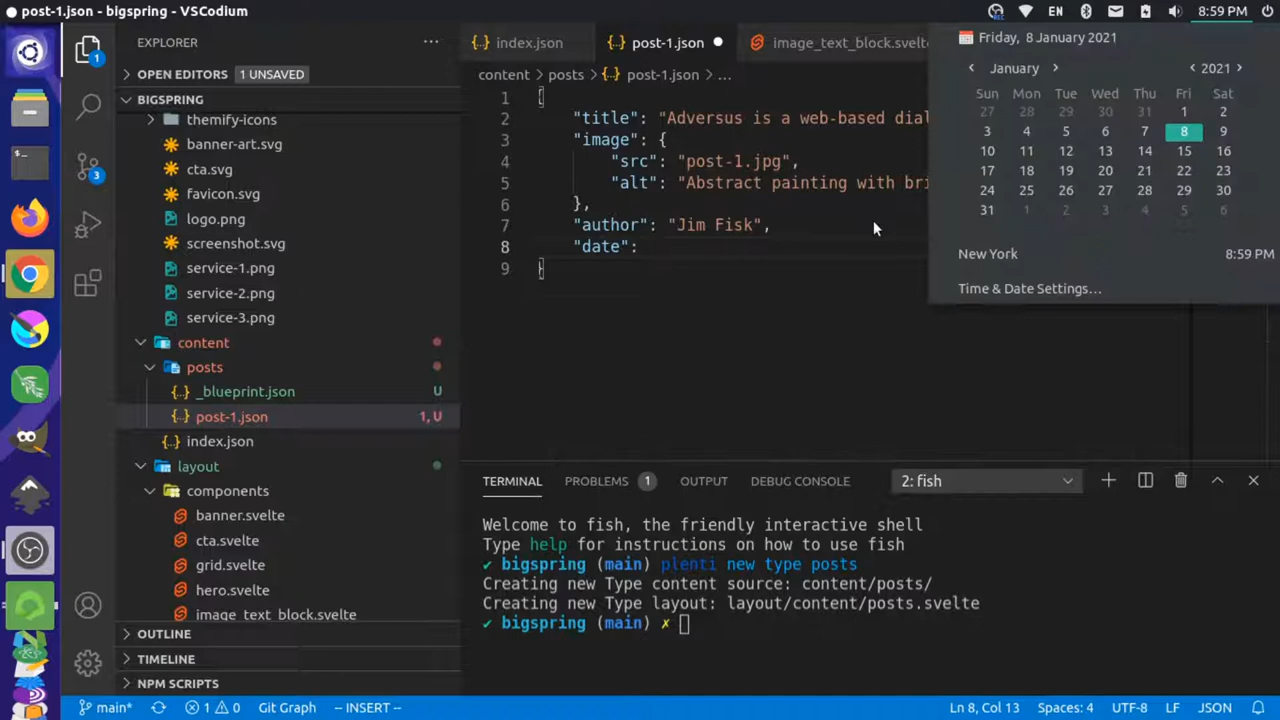 post-1.json - bigspring - VSCodium
EN
8:59 PM
EXPLORER
OPEN EDITORS
1 UNSAVED
BIGSPRING
themify-icons
banner-art.svg
cta.svg
favicon.svg
logo.png
screenshot.svg
service-1.png
service-2.png
service-3.png
content
posts
_blueprint.json U
post-1.json 1, U
index.json
layout
components
banner.svelte
cta.svelte
grid.svelte
hero.svelte
image_text_block.svelte
OUTLINE
TIMELINE
NPM SCRIPTS
1
3
index.json
post-1.json
image_text_block.svelte
content > posts > post-1.json > ...
1 {
2 "title": "Adversus is a web-based dial
3 "image": {
4 "src": "post-1.jpg",
5 "alt": "Abstract painting with bri
6 },
7 "author": "Jim Fisk",
8 "date":
9 }
Friday, 8 January 2021
January
2021
Sun Mon Tue Wed Thu Fri Sat
27 28 29 30 31 1 2
3 4 5 6 7 8 9
10 11 12 13 14 15 16
17 18 19 20 21 22 23
24 25 26 27 28 29 30
31 1 2 3 4 5 6
New York 8:59 PM
Time & Date Settings...
TERMINAL
PROBLEMS 1
OUTPUT
DEBUG CONSOLE
2: fish
Welcome to fish, the friendly interactive shell
Type help for instructions on how to use fish
✔ bigspring (main) plenti new type posts
Creating new Type content source: content/posts/
Creating new Type layout: layout/content/posts.svelte
✔ bigspring (main) ✗
main*
1
0
Git Graph
-- INSERT --
Ln 8, Col 13
Spaces: 4
UTF-8
LF
JSON